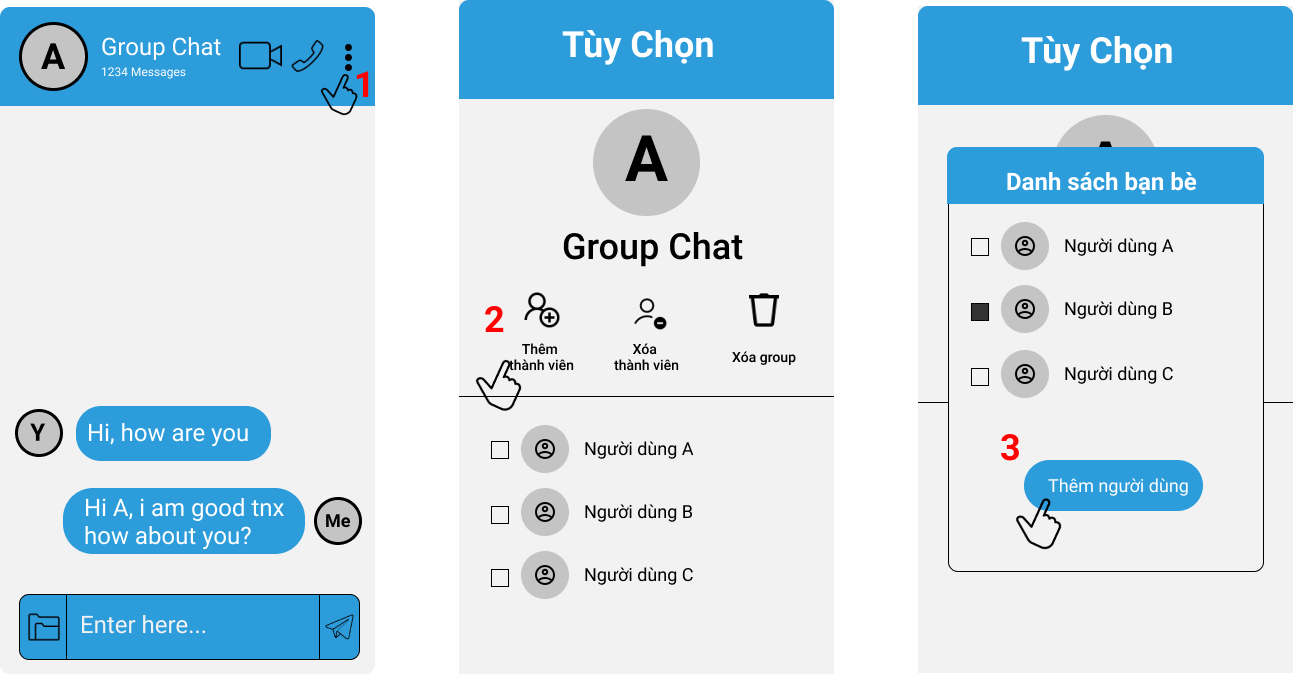 A
Group Chat
1234 Messages
1
Y
Hi, how are you
Hi A, i am good tnx
how about you?
Me
Enter here...
Tùy Chọn
A
Group Chat
2
Thêm
thành viên
Xóa
thành viên
Xóa group
Người dùng A
Người dùng B
Người dùng C
Tùy Chọn
A
Danh sách bạn bè
Người dùng A
Người dùng B
Người dùng C
3
Thêm người dùng